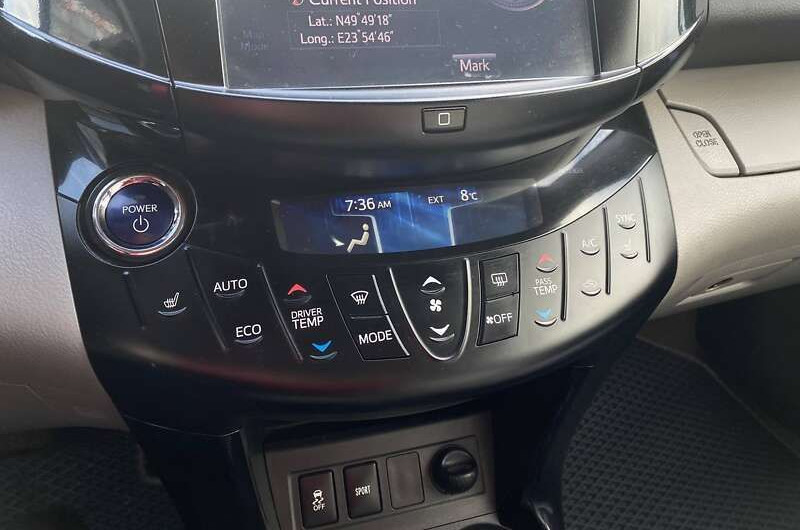 Current Position
Lat.: N49°49'18"
Long.: E23°54'46"
Mark
OPEN
CLOSE
7:36 AM
EXT 8°C
POWER
SYNC
AUTO
A/C
ECO
DRIVER
TEMP
MODE
OFF
PASS
TEMP
OFF
SPORT